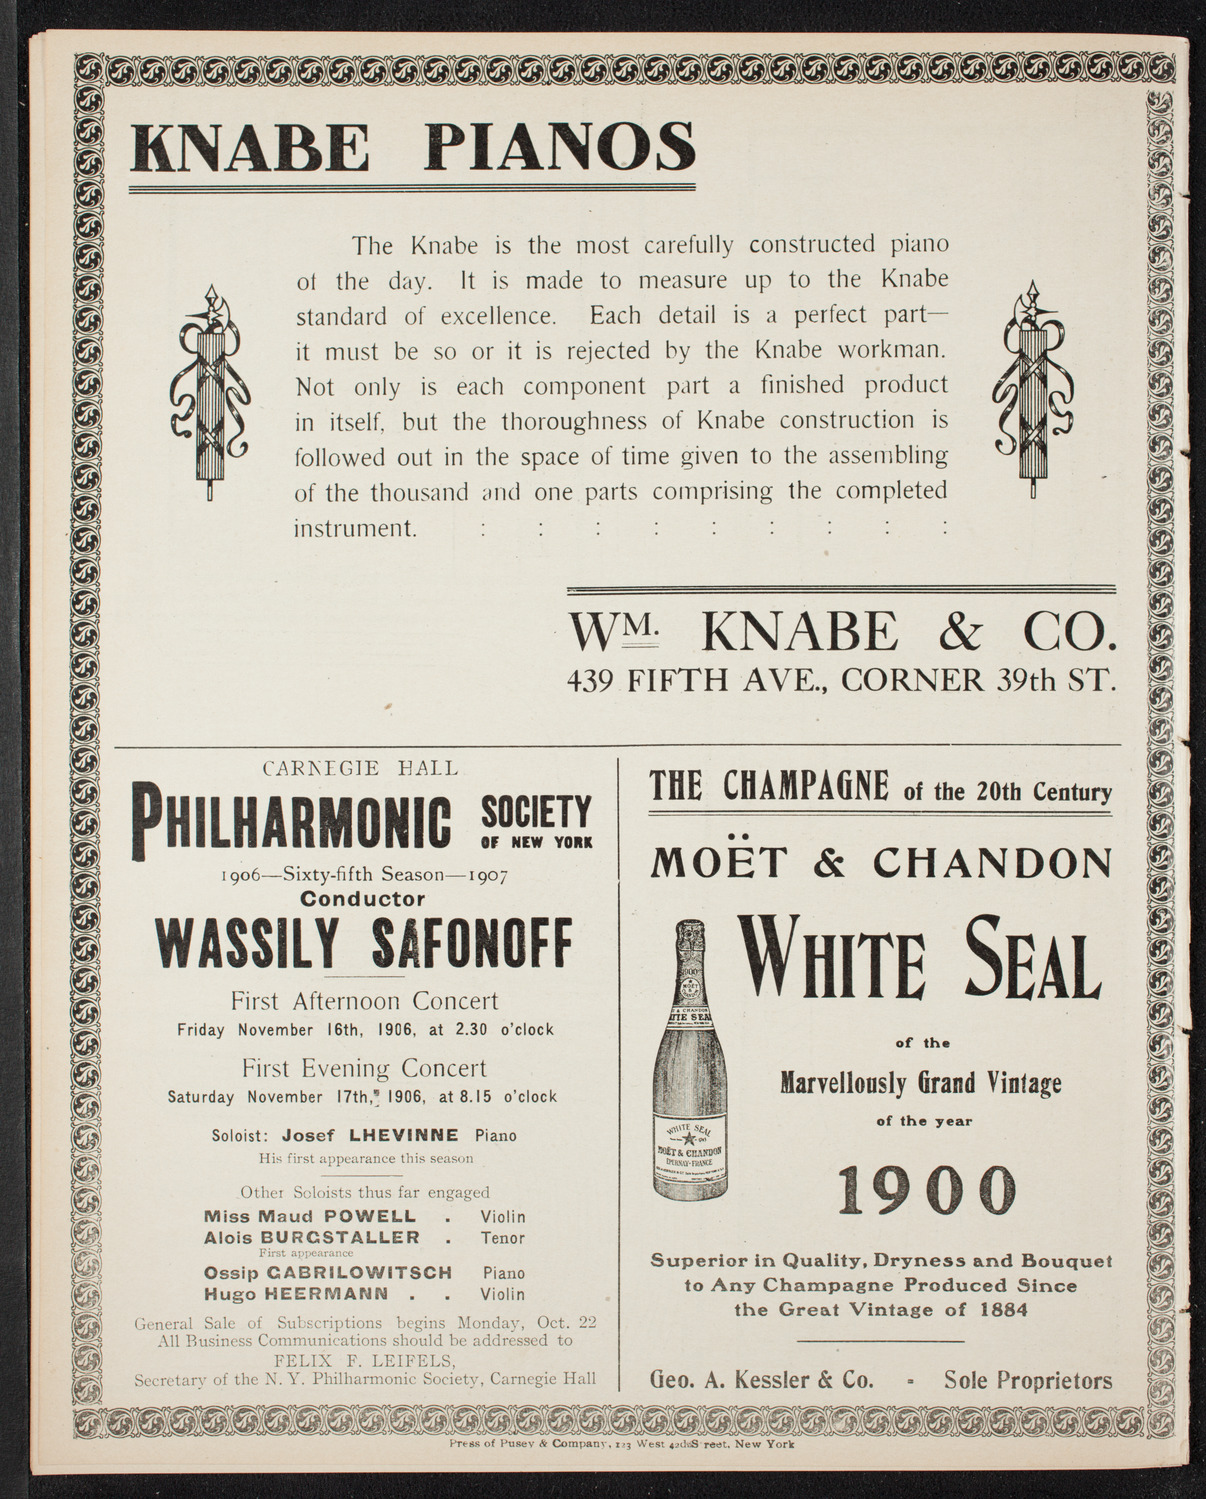 KNABE PIANOS
The Knabe is the most carefully constructed piano
of the day. It is made to measure up to the Knabe
standard of excellence. Each detail is a perfect part—
it must be so or it is rejected by the Knabe workman.
Not only is each component part a finished product
in itself, but the thoroughness of Knabe construction is
followed out in the space of time given to the assembling
of the thousand and one parts comprising the completed
instrument. : : : : : : : : :
WM. KNABE & CO.
439 FIFTH AVE., CORNER 39th ST.
CARNEGIE HALL
PHILHARMONIC SOCIETY
OF NEW YORK
1906—Sixty-fifth Season—1907
Conductor
WASSILY SAFONOFF
First Afternoon Concert
Friday November 16th, 1906, at 2.30 o'clock
First Evening Concert
Saturday November 17th, 1906, at 8.15 o'clock
Soloist: Josef LHEVINNE Piano
His first appearance this season
Other Soloists thus far engaged
Miss Maud POWELL . Violin
Alois BURGSTALLER . Tenor
First appearance
Ossip GABRILOWITSCH Piano
Hugo HEERMANN . . Violin
General Sale of Subscriptions begins Monday, Oct. 22
All Business Communications should be addressed to
FELIX F. LEIFELS,
Secretary of the N. Y. Philharmonic Society, Carnegie Hall
THE CHAMPAGNE of the 20th Century
MOËT & CHANDON
WHITE SEAL
of the
Marvellously Grand Vintage
of the year
1900
WHITE SEAL
MOËT & CHANDON
EPERNAY-FRANCE
Superior in Quality, Dryness and Bouquet
to Any Champagne Produced Since
the Great Vintage of 1884
Geo. A. Kessler & Co. - Sole Proprietors
Press of Pusey & Company, 123 West 42d S reet, New York